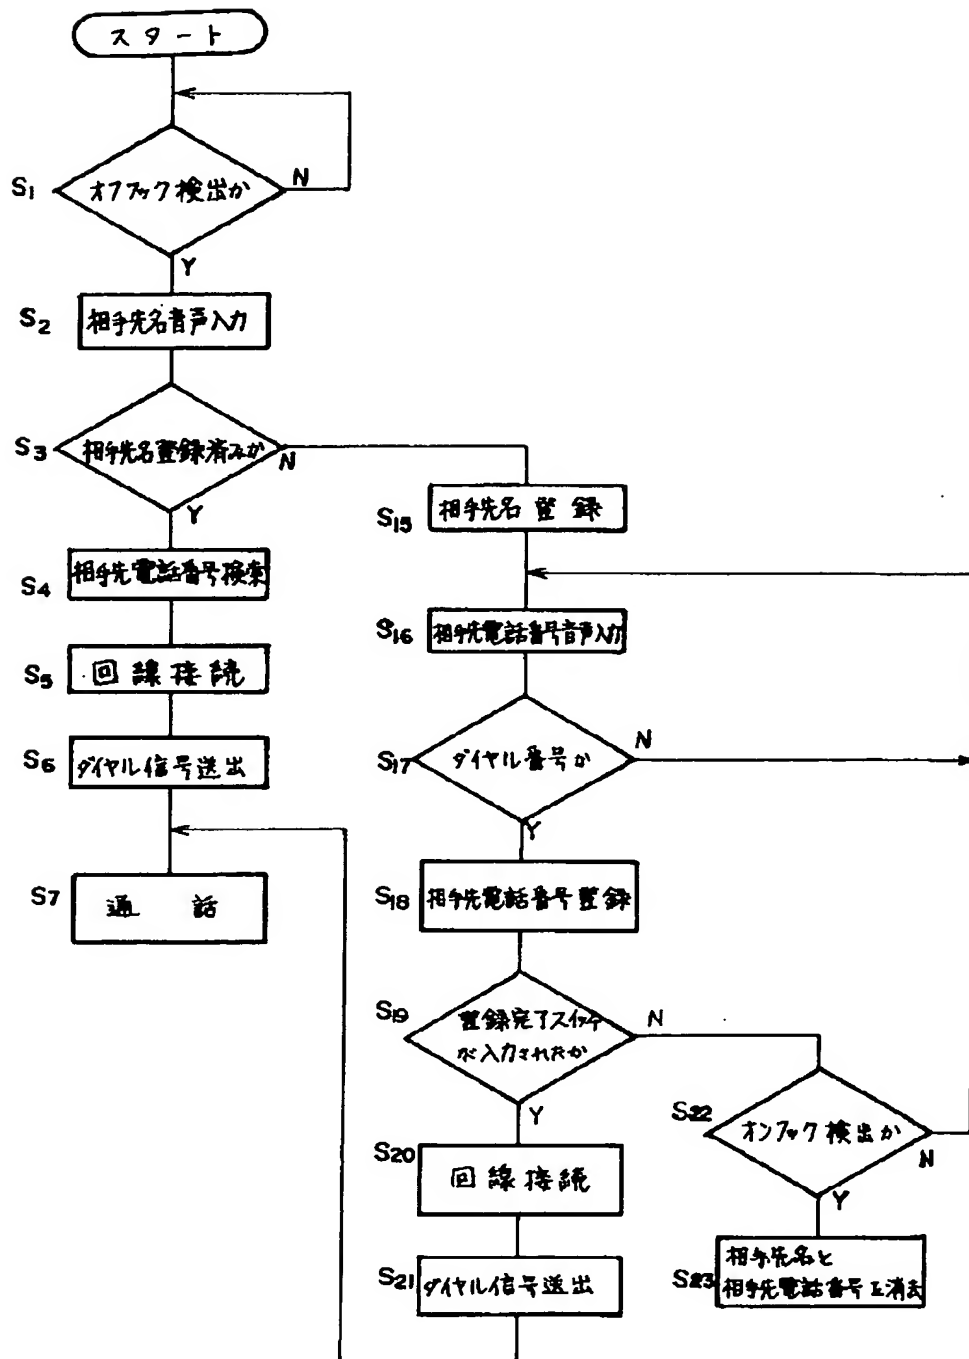 スタート
S1
オフフック検出か
N
Y
S2
相手先名音声入力
S3
相手先名登録済みか
N
Y
S4
相手先電話番号検索
S5
回線接続
S6
ダイヤル信号送出
S7
通話
S15
相手先名登録
S16
相手先電話番号音声入力
S17
ダイヤル番号か
N
Y
S18
相手先電話番号登録
S19
登録完了スイッチ
が入力されたか
N
Y
S20
回線接続
S21
ダイヤル信号送出
S22
オンフック検出か
N
Y
S23
相手先名と
相手先電話番号を消去